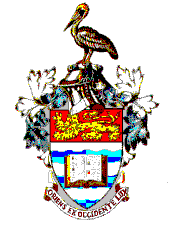 ORIENS EX OCCIDENTE LUX